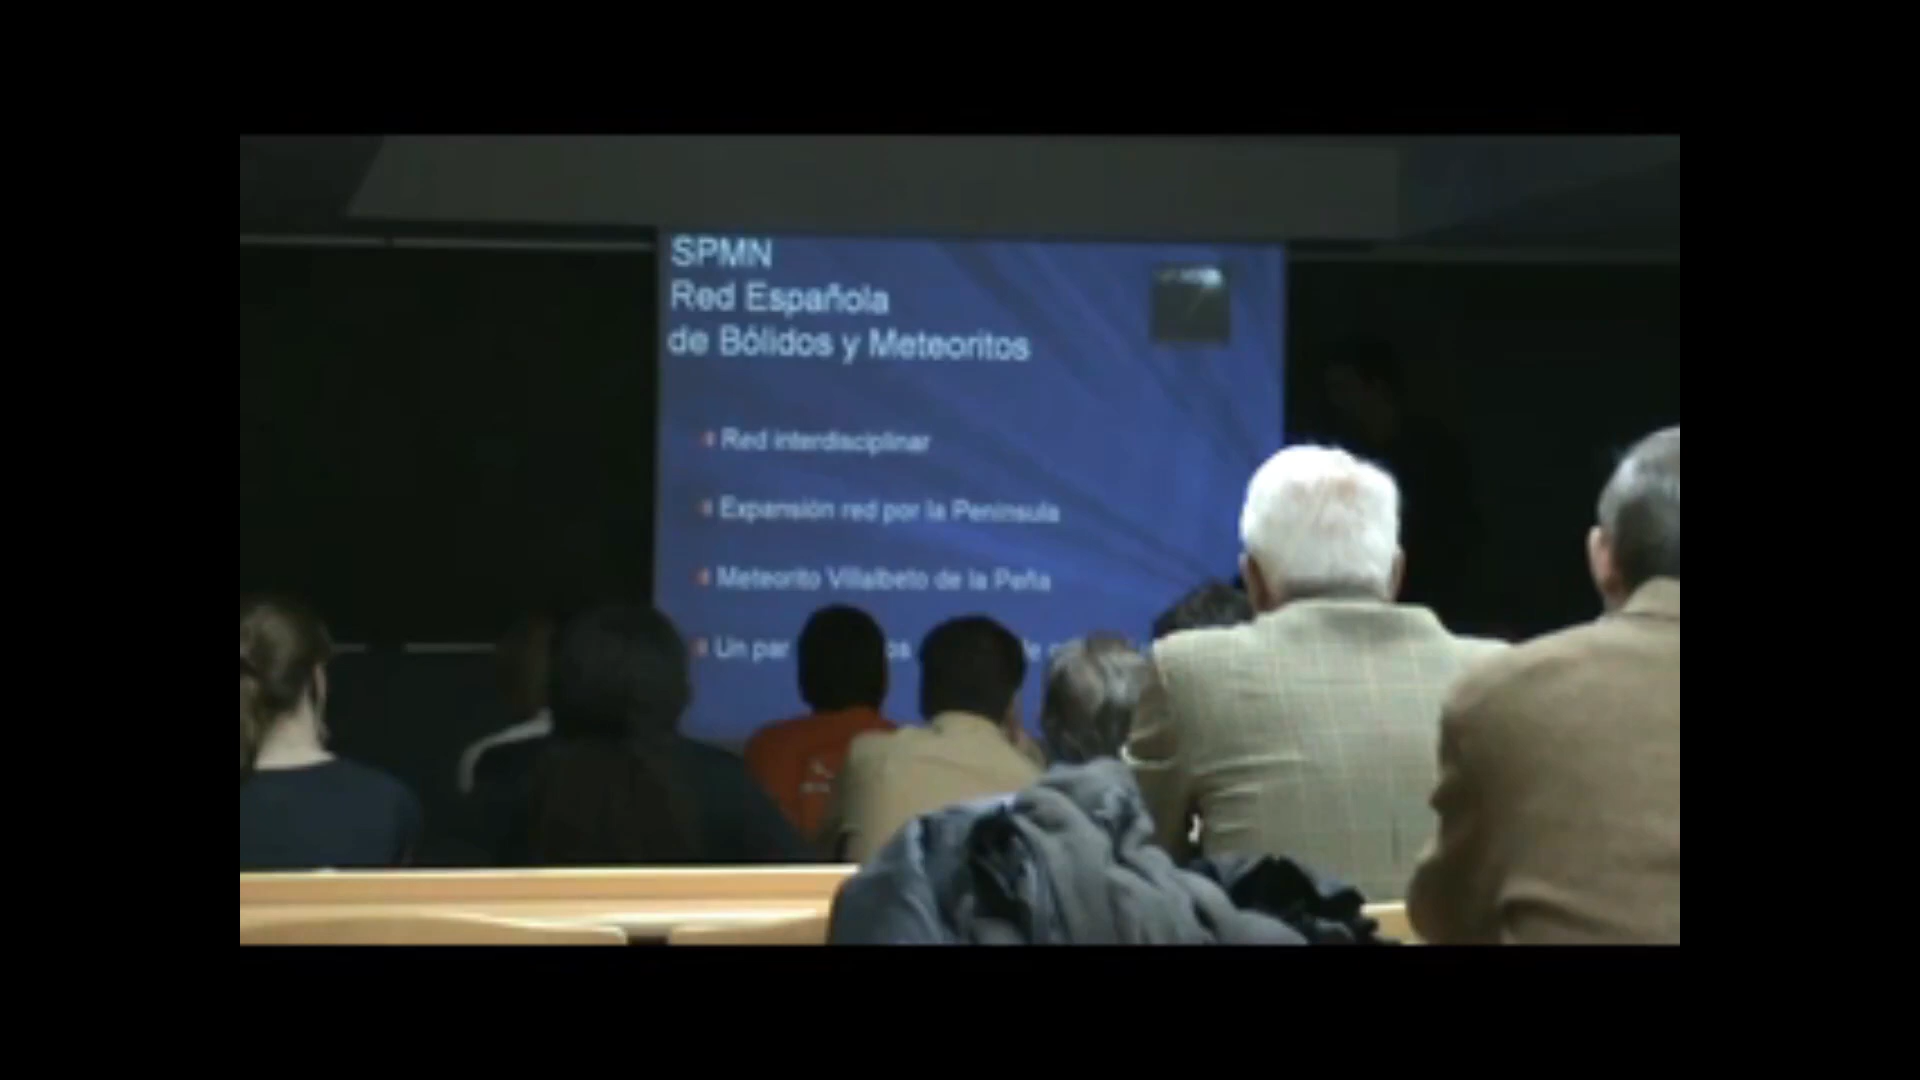 SPMN
Red Española
de Bólidos y Meteoritos
Red interdisciplinar
Expansión red por la Península
Meteorito Villalbeto de la Peña
Un par